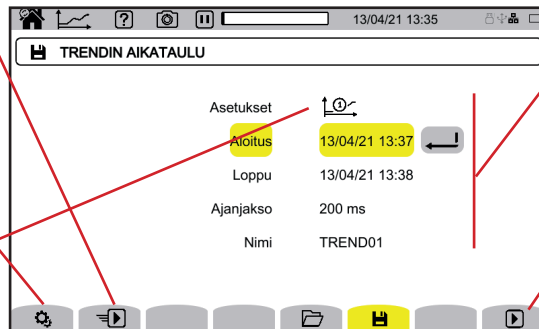 13/04/21 13:35
TRENDIN AIKATAULU
Asetukset 1
Aloitus 13/04/21 13:37
Loppu 13/04/21 13:38
Ajanjakso 200 ms
Nimi TREND01